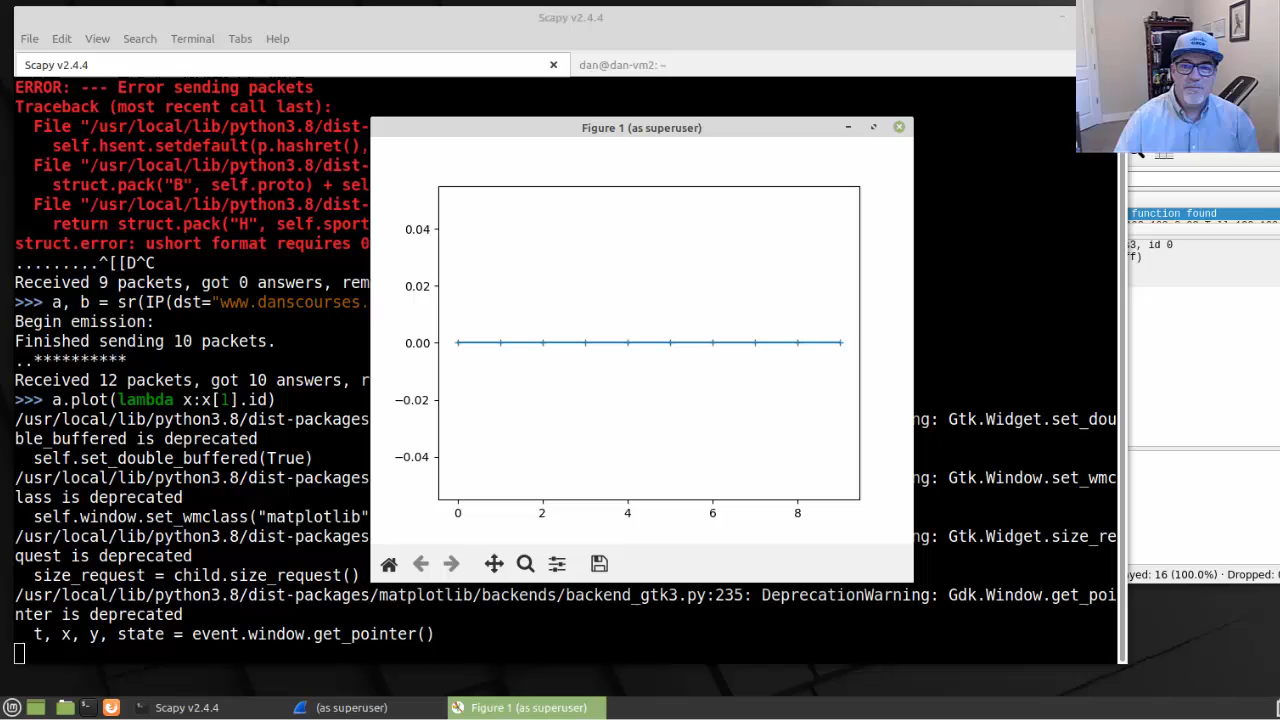 Scapy v2.4.4
File Edit View Search Terminal Tabs Help
Scapy v2.4.4
dan@dan-vm2: ~
ERROR: --- Error sending packets
Traceback (most recent call last):
File "/usr/local/lib/python3.8/dist-
self.hsent.setdefault(p.hashret(),
File "/usr/local/lib/python3.8/dist-
struct.pack("B", self.proto) + sel
File "/usr/local/lib/python3.8/dist-
return struct.pack("H", self.sport
struct.error: ushort format requires 0
.........^[[D^C
Received 9 packets, got 0 answers, rem
>>> a, b = sr(IP(dst="www.danscourses.
Begin emission:
Finished sending 10 packets.
..**********
Received 12 packets, got 10 answers, r
>>> a.plot(lambda x:x[1].id)
/usr/local/lib/python3.8/dist-packages
ng: Gtk.Widget.set_dou
ble_buffered is deprecated
self.set_double_buffered(True)
/usr/local/lib/python3.8/dist-packages
ng: Gtk.Window.set_wmc
lass is deprecated
self.window.set_wmclass("matplotlib"
/usr/local/lib/python3.8/dist-packages
ng: Gtk.Widget.size_re
quest is deprecated
size_request = child.size_request()
/usr/local/lib/python3.8/dist-packages/matplotlib/backends/backend_gtk3.py:235: DeprecationWarning: Gdk.Window.get_poi
nter is deprecated
t, x, y, state = event.window.get_pointer()
Figure 1 (as superuser)
0.04
0.02
0.00
−0.02
−0.04
0 2 4 6 8
function found
s3, id 0
ff)
ayed: 16 (100.0%) · Dropped:
Scapy v2.4.4
(as superuser)
Figure 1 (as superuser)